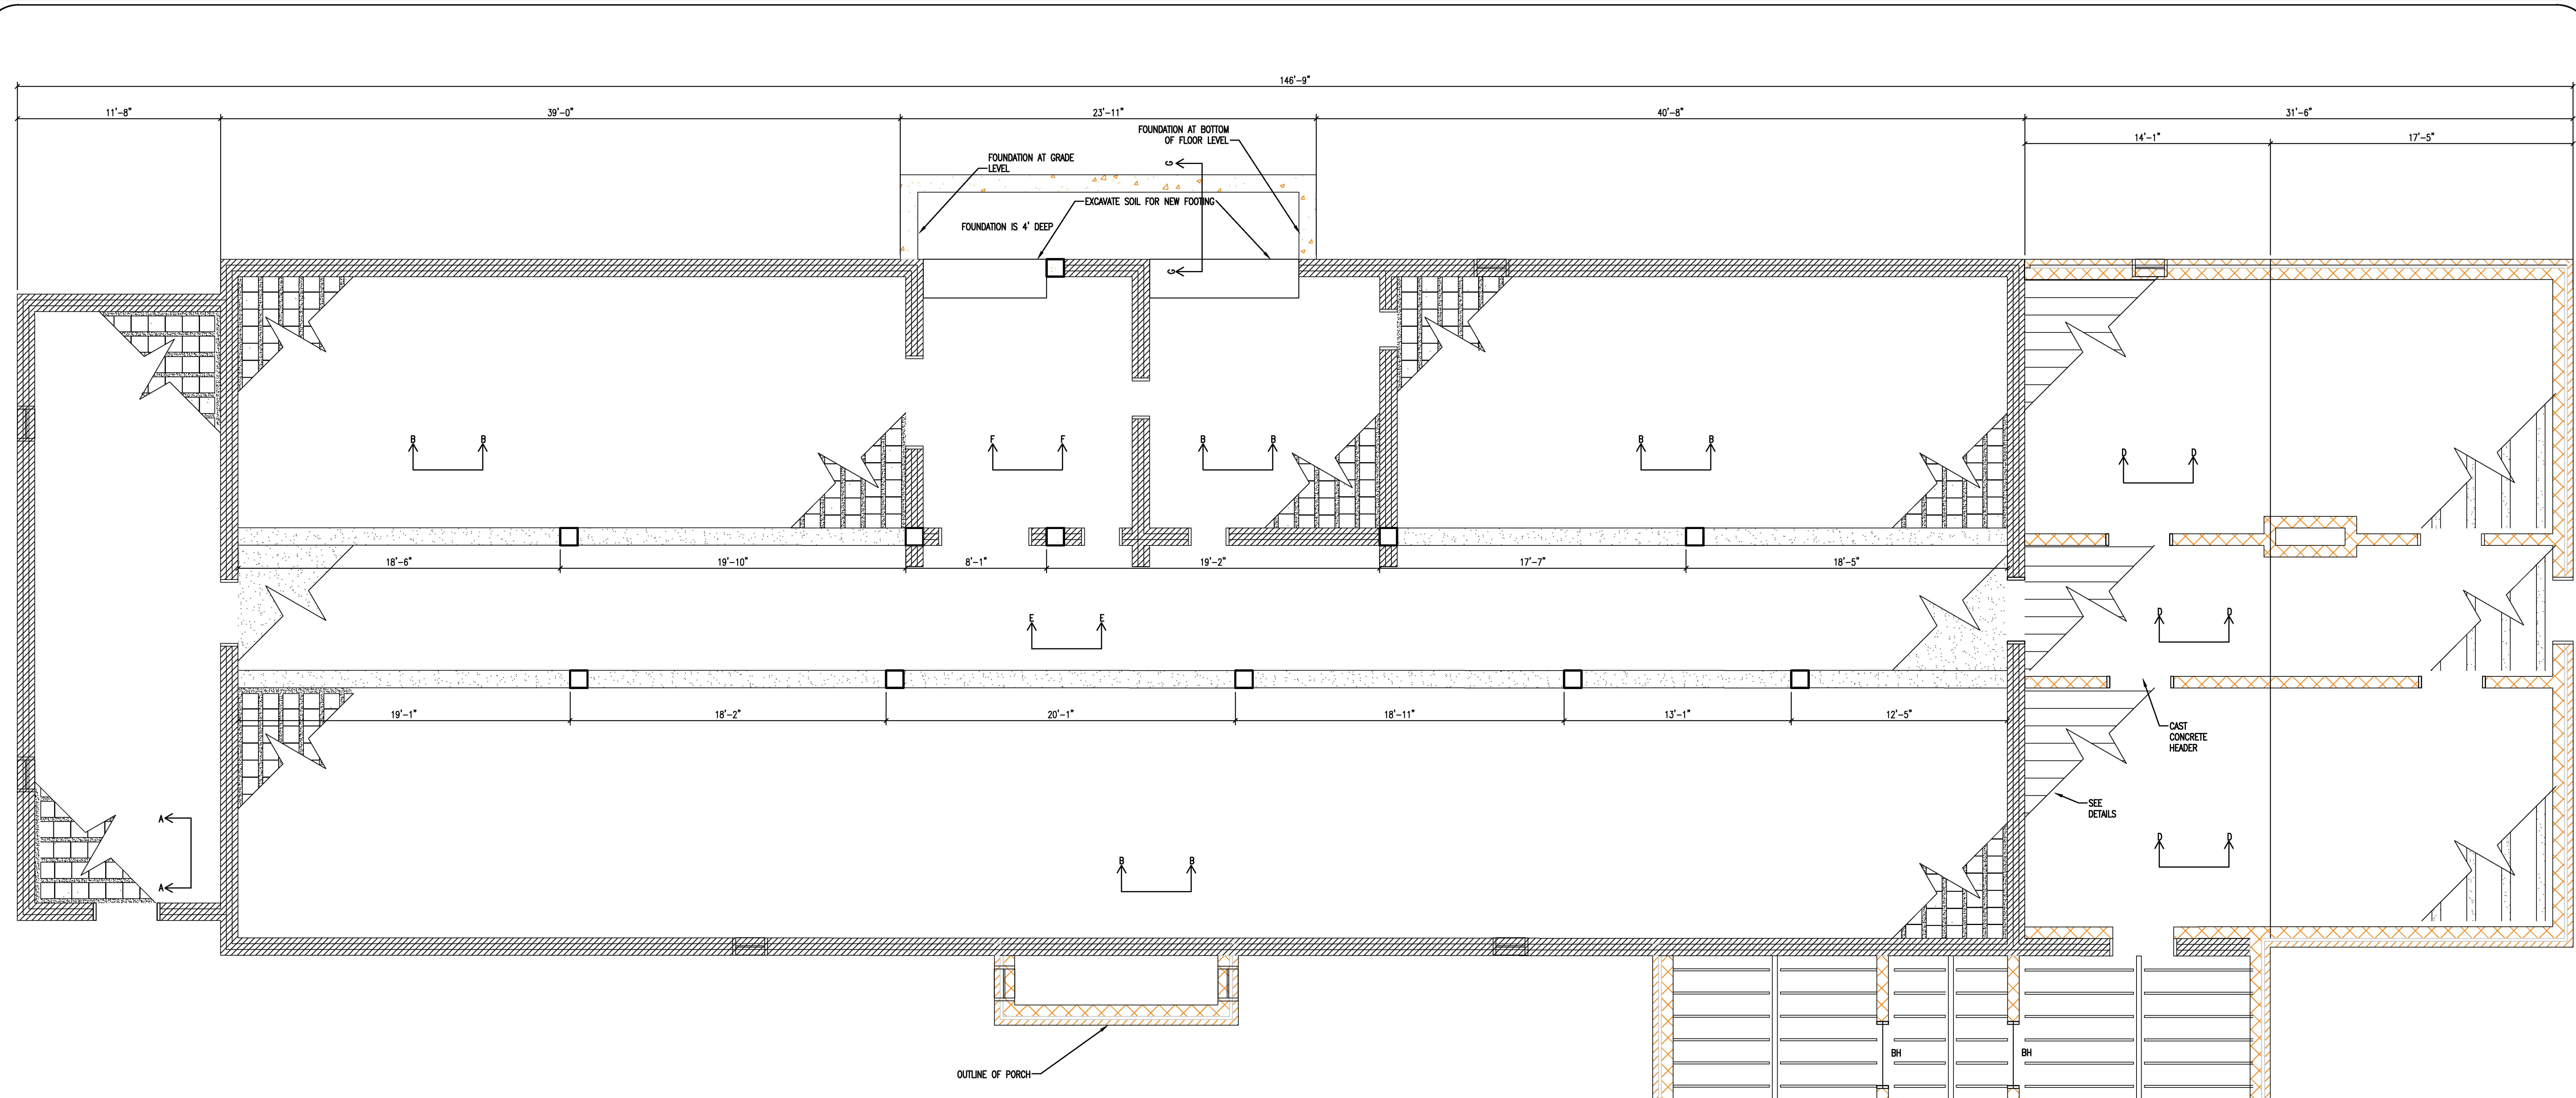 146'-9"
11'-8"
39'-0"
23'-11"
40'-8"
31'-6"
14'-1"
17'-5"
FOUNDATION AT BOTTOM
OF FLOOR LEVEL
FOUNDATION AT GRADE
LEVEL
G
EXCAVATE SOIL FOR NEW FOOTING
FOUNDATION IS 4' DEEP
G
B B
F F
B B
B B
D D
18'-6"
19'-10"
8'-1"
19'-2"
17'-7"
18'-5"
E E
D D
19'-1"
18'-2"
20'-1"
18'-11"
13'-1"
12'-5"
CAST
CONCRETE
HEADER
SEE
DETAILS
A
A
B B
D D
BH
BH
OUTLINE OF PORCH